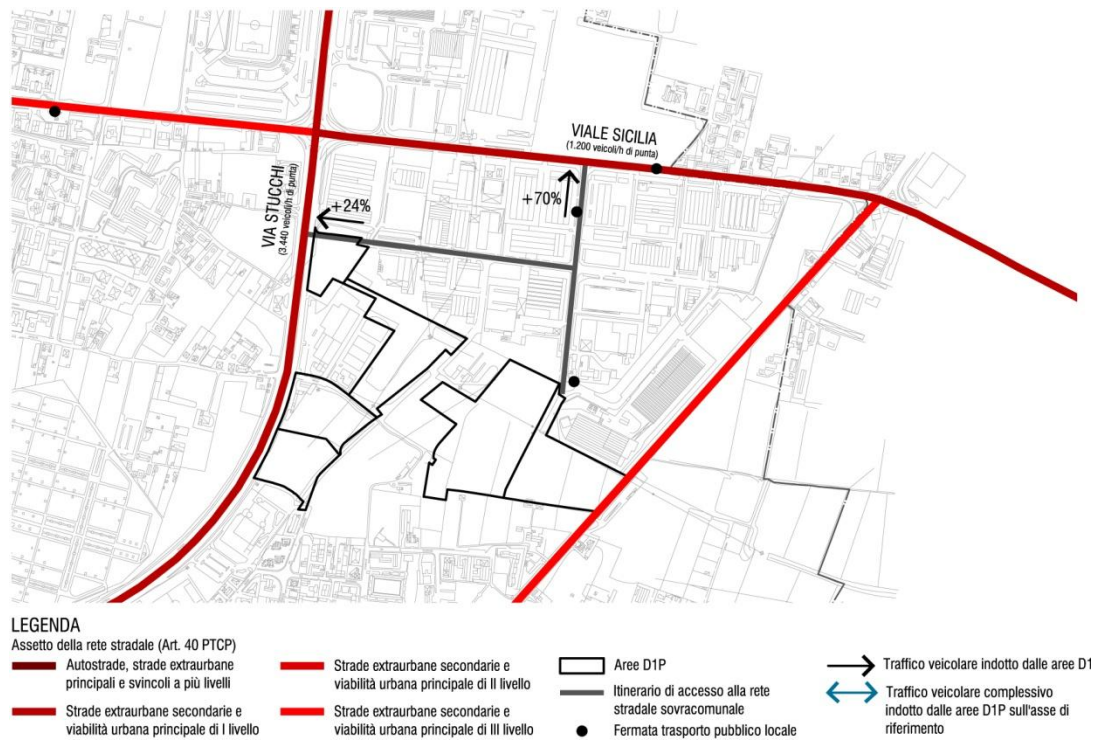 VIALE SICILIA
(1.200 veicoli/h di punta)
VIA STUCCHI
(3.440 veicoli/h di punta)
+24%
+70%
LEGENDA
Assetto della rete stradale (Art. 40 PTCP)
Autostrade, strade extraurbane
principali e svincoli a più livelli
Strade extraurbane secondarie e
viabilità urbana principale di I livello
Strade extraurbane secondarie e
viabilità urbana principale di II livello
Strade extraurbane secondarie e
viabilità urbana principale di III livello
Aree D1P
Itinerario di accesso alla rete
stradale sovracomunale
Fermata trasporto pubblico locale
Traffico veicolare indotto dalle aree D1
Traffico veicolare complessivo
indotto dalle aree D1P sull'asse di
riferimento